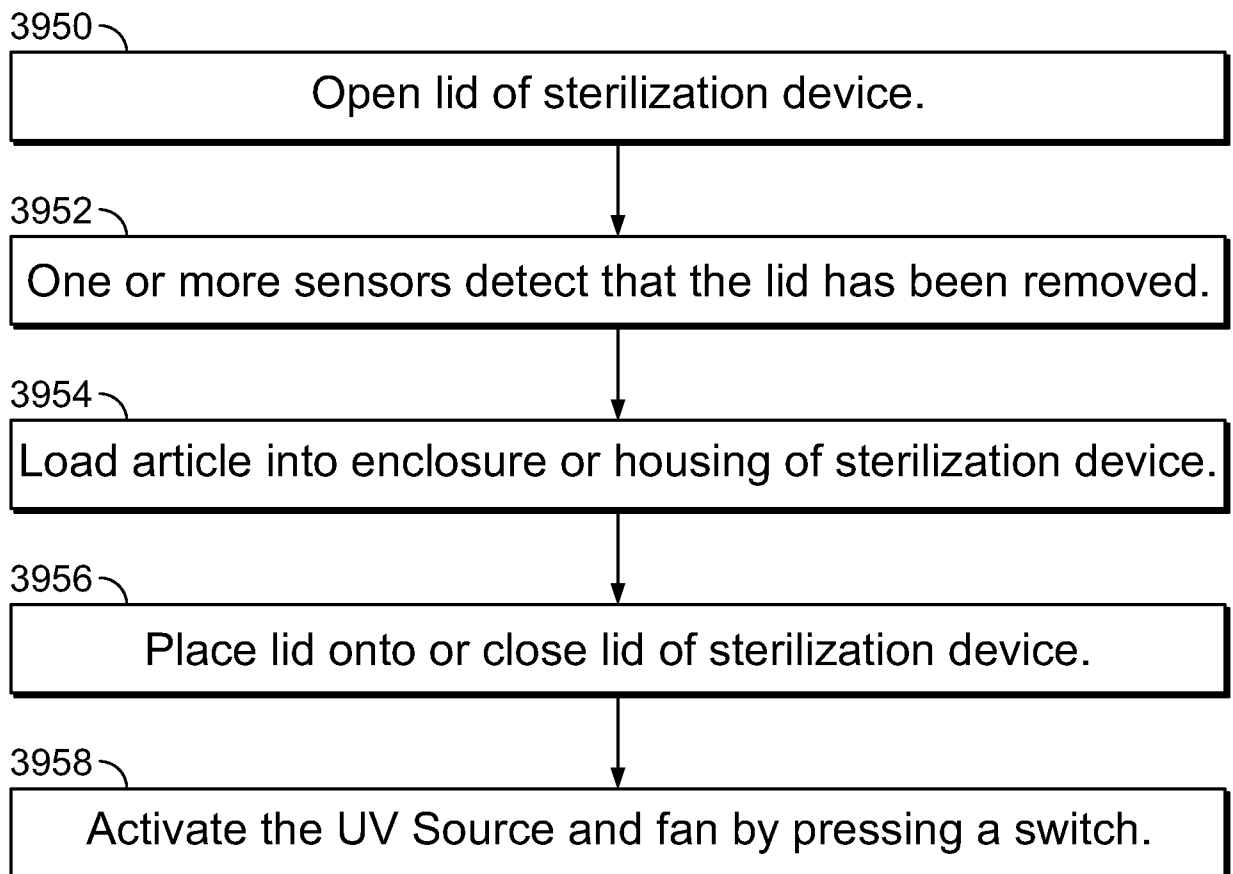 3950
Open lid of sterilization device.
3952
One or more sensors detect that the lid has been removed.
3954
Load article into enclosure or housing of sterilization device.
3956
Place lid onto or close lid of sterilization device.
3958
Activate the UV Source and fan by pressing a switch.